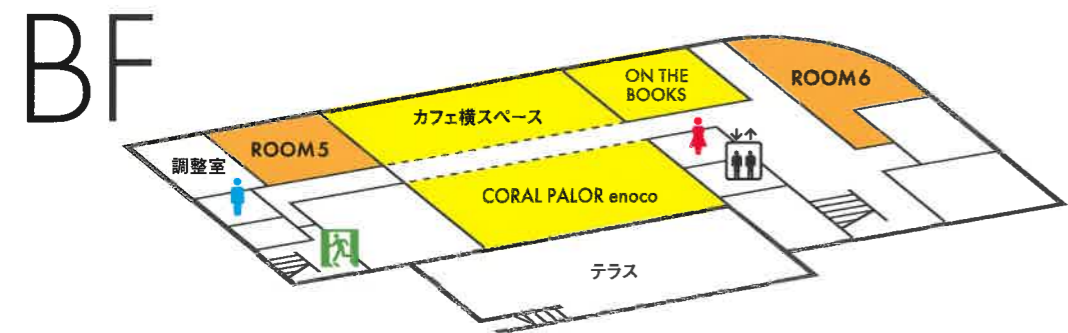 BF
ON THE
BOOKS
ROOM6
カフェ横スペース
ROOM5
調整室
CORAL PALOR enoco
テラス